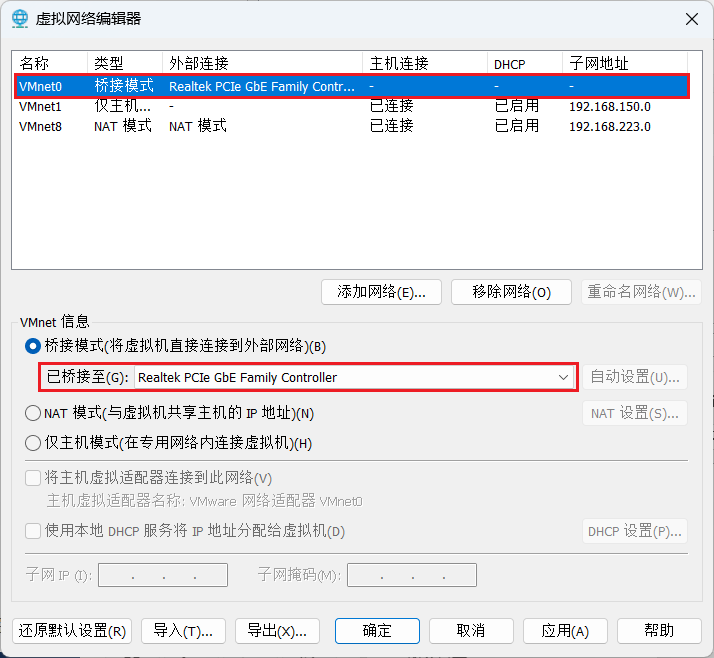 虚拟网络编辑器
名称 类型 外部连接 主机连接 DHCP 子网地址
VMnet0 桥接模式 Realtek PCIe GbE Family Contr... - - -
VMnet1 仅主机... - 已连接 已启用 192.168.150.0
VMnet8 NAT 模式 NAT 模式 已连接 已启用 192.168.223.0
添加网络(E)... 移除网络(O) 重命名网络(W)...
VMnet 信息
桥接模式(将虚拟机直接连接到外部网络)(B)
已桥接至(G): Realtek PCIe GbE Family Controller 自动设置(U)...
NAT 模式(与虚拟机共享主机的 IP 地址)(N) NAT 设置(S)...
仅主机模式(在专用网络内连接虚拟机)(H)
将主机虚拟适配器连接到此网络(V)
主机虚拟适配器名称: VMware 网络适配器 VMnet0
使用本地 DHCP 服务将 IP 地址分配给虚拟机(D) DHCP 设置(P)...
子网 IP (I): . . . 子网掩码(M): . . .
还原默认设置(R) 导入(T)... 导出(X)... 确定 取消 应用(A) 帮助